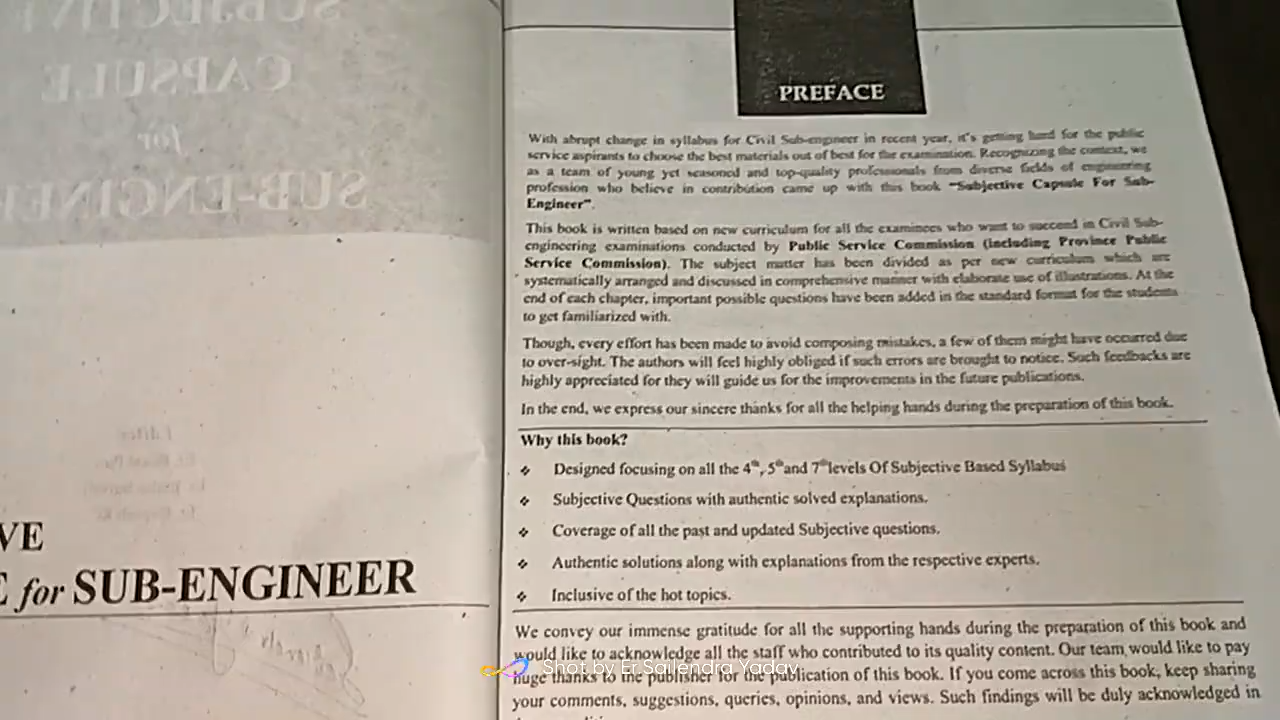 SUBJECTIVE
CAPSULE
for
SUB-ENGINEER
VE
for SUB-ENGINEER
PREFACE
With abrupt change in syllabus for Civil Sub-engineer in recent year, it's getting hard for the public
service aspirants to choose the best materials out of best for the examination. Recognizing the context, we
as a team of young yet seasoned and top-quality professionals from diverse fields of engineering
profession who believe in contribution came up with this book "Subjective Capsule For Sub-
Engineer".
This book is written based on new curriculum for all the examinees who want to succeed in Civil Sub-
engineering examinations conducted by Public Service Commission (including Province Public
Service Commission). The subject matter has been divided as per new curriculum which are
systematically arranged and discussed in comprehensive manner with elaborate use of illustrations. At the
end of each chapter, important possible questions have been added in the standard format for the students
to get familiarized with.
Though, every effort has been made to avoid composing mistakes, a few of them might have occurred due
to over-sight. The authors will feel highly obliged if such errors are brought to notice. Such feedbacks are
highly appreciated for they will guide us for the improvements in the future publications.
In the end, we express our sincere thanks for all the helping hands during the preparation of this book.
Why this book?
❖ Designed focusing on all the 4th, 5th and 7th levels Of Subjective Based Syllabus
❖ Subjective Questions with authentic solved explanations.
❖ Coverage of all the past and updated Subjective questions.
❖ Authentic solutions along with explanations from the respective experts.
❖ Inclusive of the hot topics.
We convey our immense gratitude for all the supporting hands during the preparation of this book and
would like to acknowledge all the staff who contributed to its quality content. Our team would like to pay
huge thanks to the publisher for the publication of this book. If you come across this book, keep sharing
your comments, suggestions, queries, opinions, and views. Such findings will be duly acknowledged in
Shot by Er.Sailendra Yadav